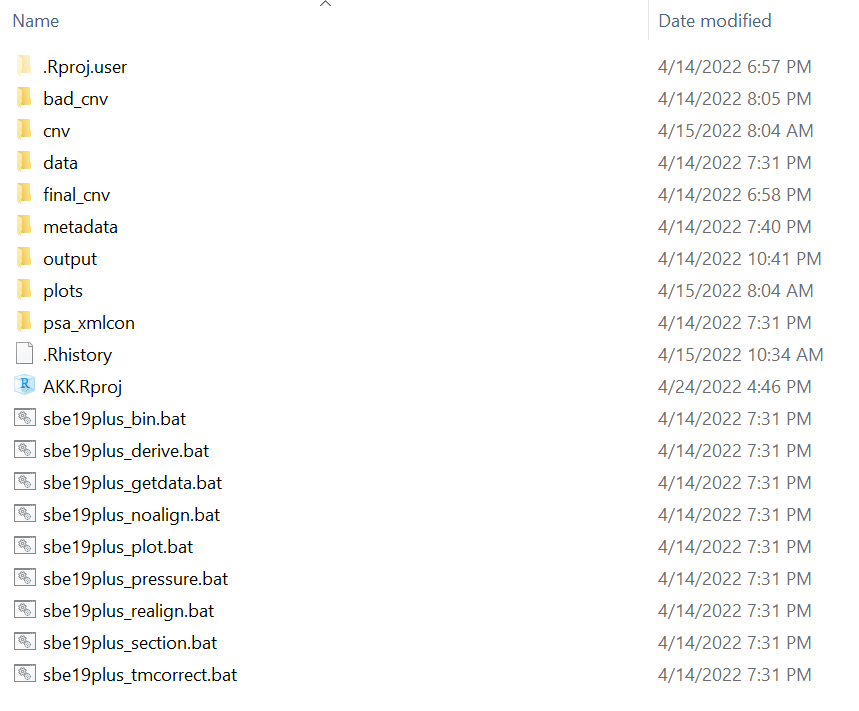 Name Date modified
.Rproj.user 4/14/2022 6:57 PM
bad_cnv 4/14/2022 8:05 PM
cnv 4/15/2022 8:04 AM
data 4/14/2022 7:31 PM
final_cnv 4/14/2022 6:58 PM
metadata 4/14/2022 7:40 PM
output 4/14/2022 10:41 PM
plots 4/15/2022 8:04 AM
psa_xmlcon 4/14/2022 7:31 PM
.Rhistory 4/15/2022 10:34 AM
R AKK.Rproj 4/24/2022 4:46 PM
sbe19plus_bin.bat 4/14/2022 7:31 PM
sbe19plus_derive.bat 4/14/2022 7:31 PM
sbe19plus_getdata.bat 4/14/2022 7:31 PM
sbe19plus_noalign.bat 4/14/2022 7:31 PM
sbe19plus_plot.bat 4/14/2022 7:31 PM
sbe19plus_pressure.bat 4/14/2022 7:31 PM
sbe19plus_realign.bat 4/14/2022 7:31 PM
sbe19plus_section.bat 4/14/2022 7:31 PM
sbe19plus_tmcorrect.bat 4/14/2022 7:31 PM